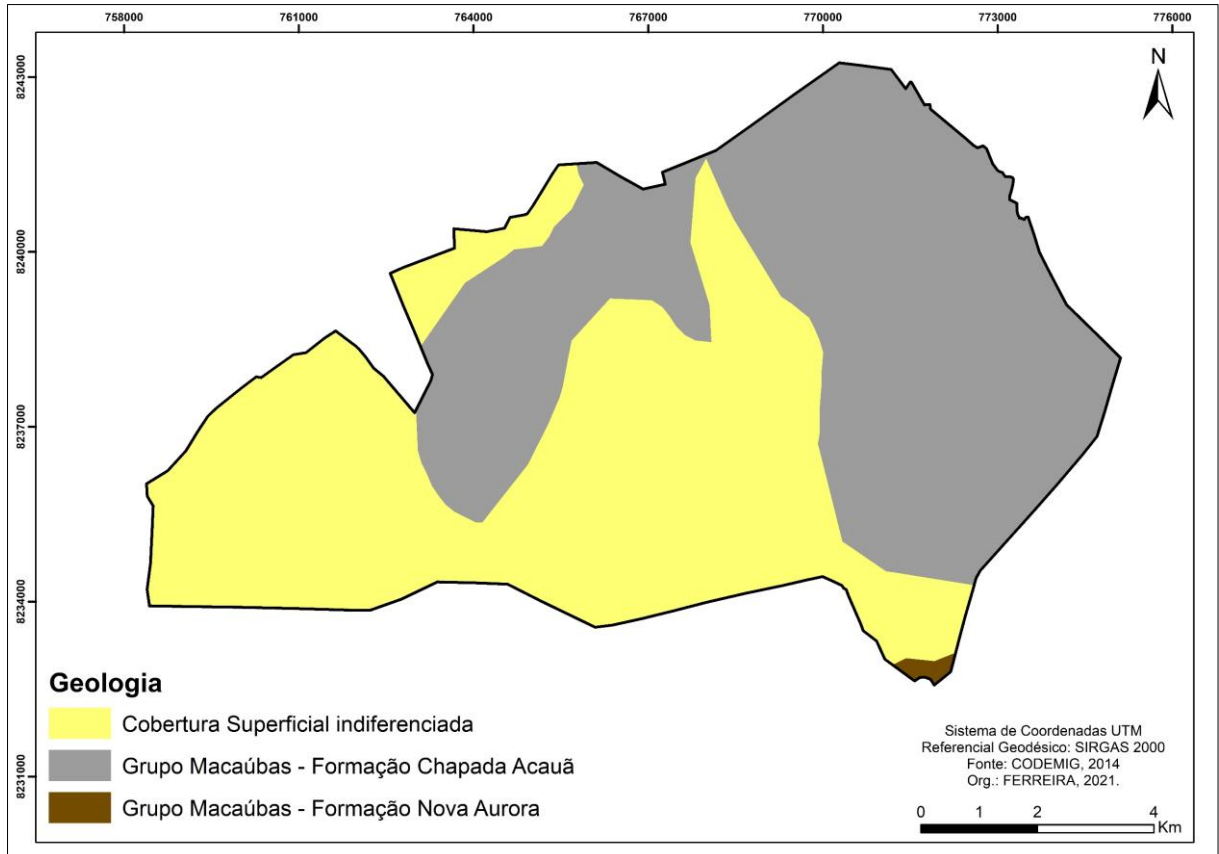 758000 761000 764000 767000 770000 773000 776000
N
8243000
8240000
8237000
8234000
8231000
Geologia
Cobertura Superficial indiferenciada
Grupo Macaúbas - Formação Chapada Acauã
Grupo Macaúbas - Formação Nova Aurora
Sistema de Coordenadas UTM
Referencial Geodésico: SIRGAS 2000
Fonte: CODEMIG, 2014
Org.: FERREIRA, 2021.
0 1 2 4
Km